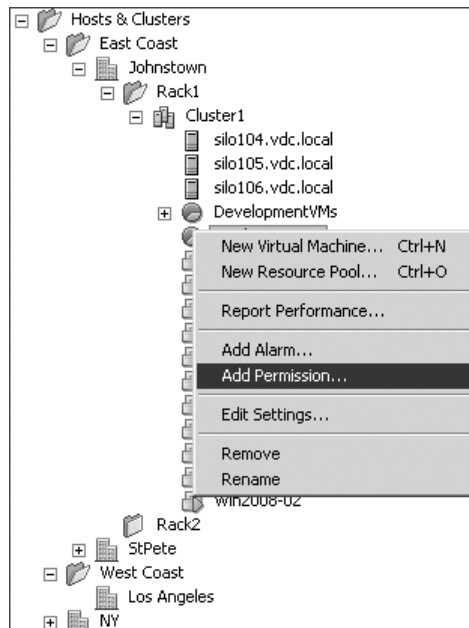 Hosts & Clusters
East Coast
Johnstown
Rack1
Cluster1
silo104.vdc.local
silo105.vdc.local
silo106.vdc.local
DevelopmentVMs
New Virtual Machine... Ctrl+N
New Resource Pool... Ctrl+O
Report Performance...
Add Alarm...
Add Permission...
Edit Settings...
Remove
Rename
Win2008-02
Rack2
StPete
West Coast
Los Angeles
NY